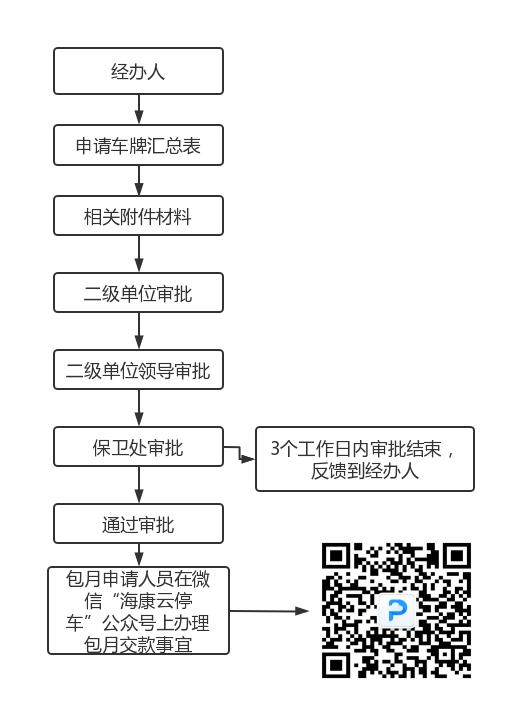 经办人
申请车牌汇总表
相关附件材料
二级单位审批
二级单位领导审批
保卫处审批
3个工作日内审批结束，
反馈到经办人
通过审批
包月申请人员在微
信“海康云停
车”公众号上办理
包月交款事宜
P